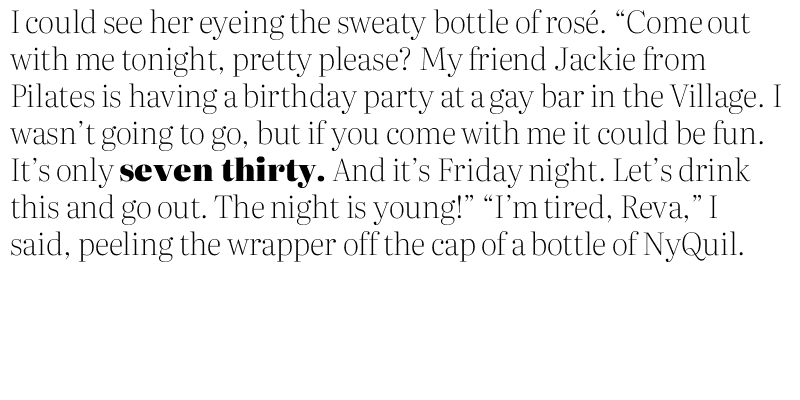 I could see her eyeing the sweaty bottle of rosé. “Come out
with me tonight, pretty please? My friend Jackie from
Pilates is having a birthday party at a gay bar in the Village. I
wasn’t going to go, but if you come with me it could be fun.
It’s only seven thirty. And it’s Friday night. Let’s drink
this and go out. The night is young!” “I’m tired, Reva,” I
said, peeling the wrapper off the cap of a bottle of NyQuil.